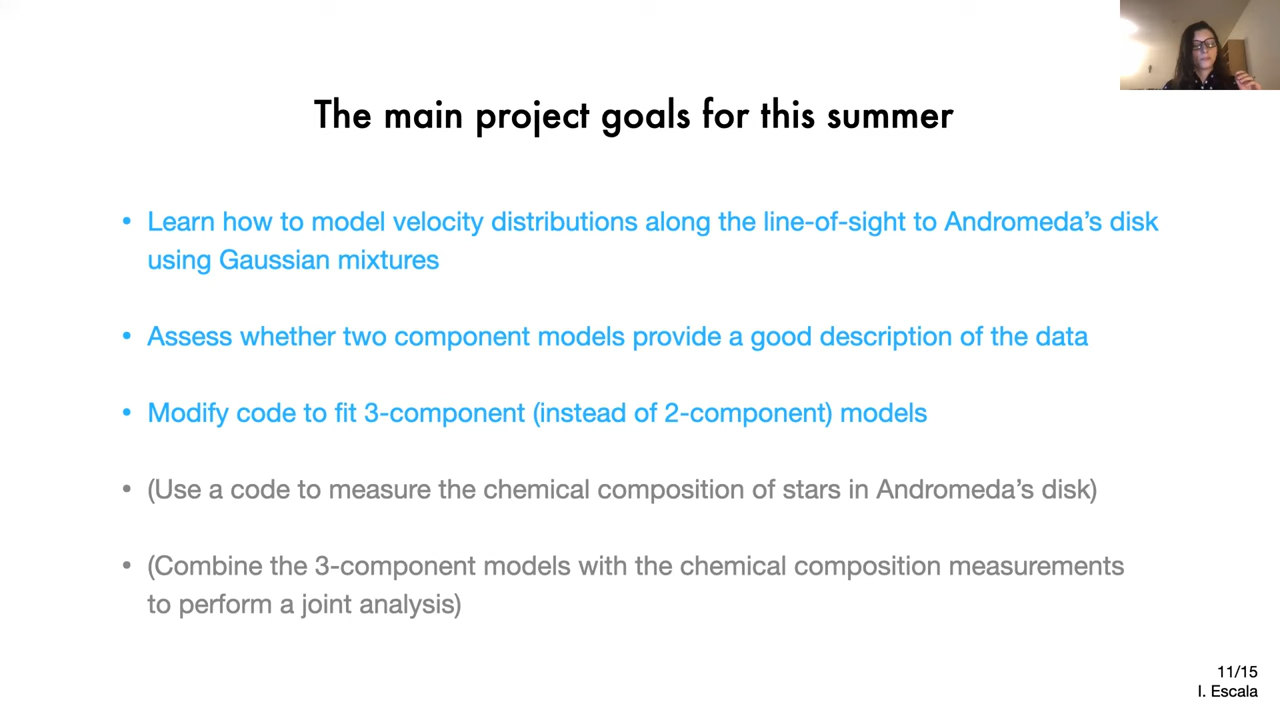 The main project goals for this summer
• Learn how to model velocity distributions along the line-of-sight to Andromeda's disk
using Gaussian mixtures
• Assess whether two component models provide a good description of the data
• Modify code to fit 3-component (instead of 2-component) models
• (Use a code to measure the chemical composition of stars in Andromeda's disk)
• (Combine the 3-component models with the chemical composition measurements
to perform a joint analysis)
11/15
I. Escala